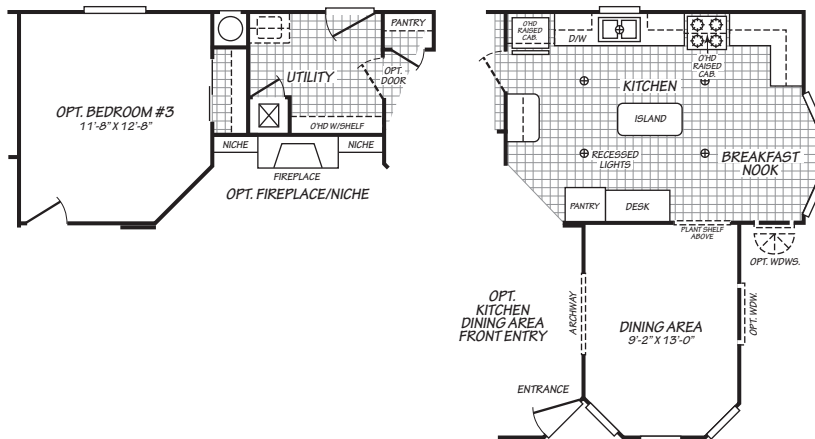 OPT. BEDROOM #3
11'-8" X 12'-8"
UTILITY
PANTRY
OPT.
DOOR
O'HD W/SHELF
NICHE
NICHE
FIREPLACE
OPT. FIREPLACE/NICHE
O'HD
RAISED
CAB.
D/W
O'HD
RAISED
CAB.
KITCHEN
ISLAND
RECESSED
LIGHTS
BREAKFAST
NOOK
PANTRY
DESK
PLANT SHELF
ABOVE
OPT. WDWS.
OPT.
KITCHEN
DINING AREA
FRONT ENTRY
ARCHWAY
DINING AREA
9'-2" X 13'-0"
OPT. WDW.
ENTRANCE